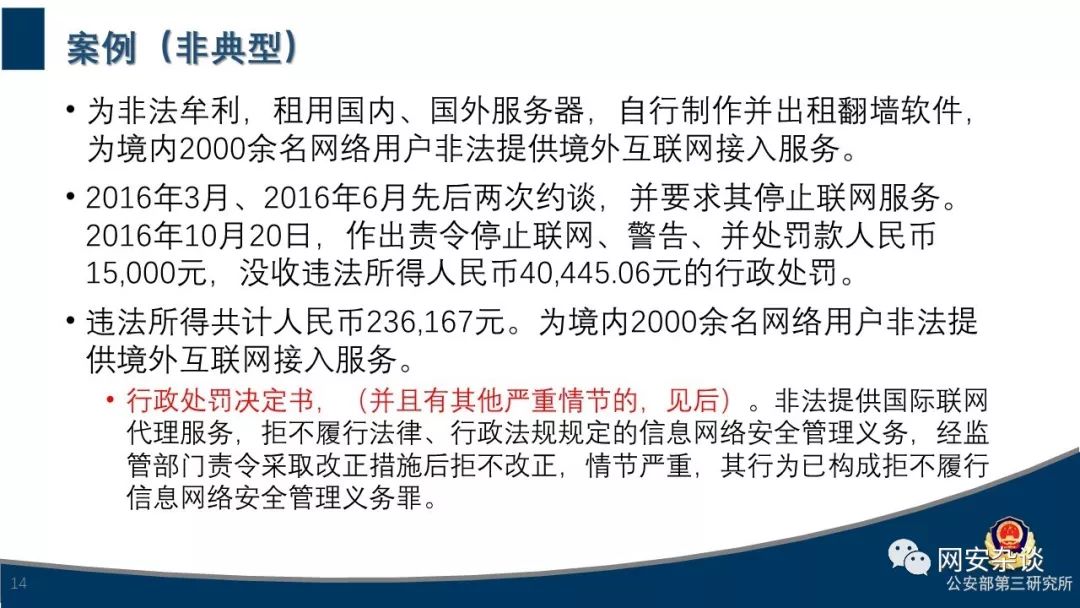 案例（非典型）
• 为非法牟利，租用国内、国外服务器，自行制作并出租翻墙软件，
为境内2000余名网络用户非法提供境外互联网接入服务。
• 2016年3月、2016年6月先后两次约谈，并要求其停止联网服务。
2016年10月20日，作出责令停止联网、警告、并处罚款人民币
15,000元，没收违法所得人民币40,445.06元的行政处罚。
• 违法所得共计人民币236,167元。为境内2000余名网络用户非法提
供境外互联网接入服务。
• 行政处罚决定书，（并且有其他严重情节的，见后）。非法提供国际联网
代理服务，拒不履行法律、行政法规规定的信息网络安全管理义务，经监
管部门责令采取改正措施后拒不改正，情节严重，其行为已构成拒不履行
信息网络安全管理义务罪。
网安杂谈
14
公安部第三研究所